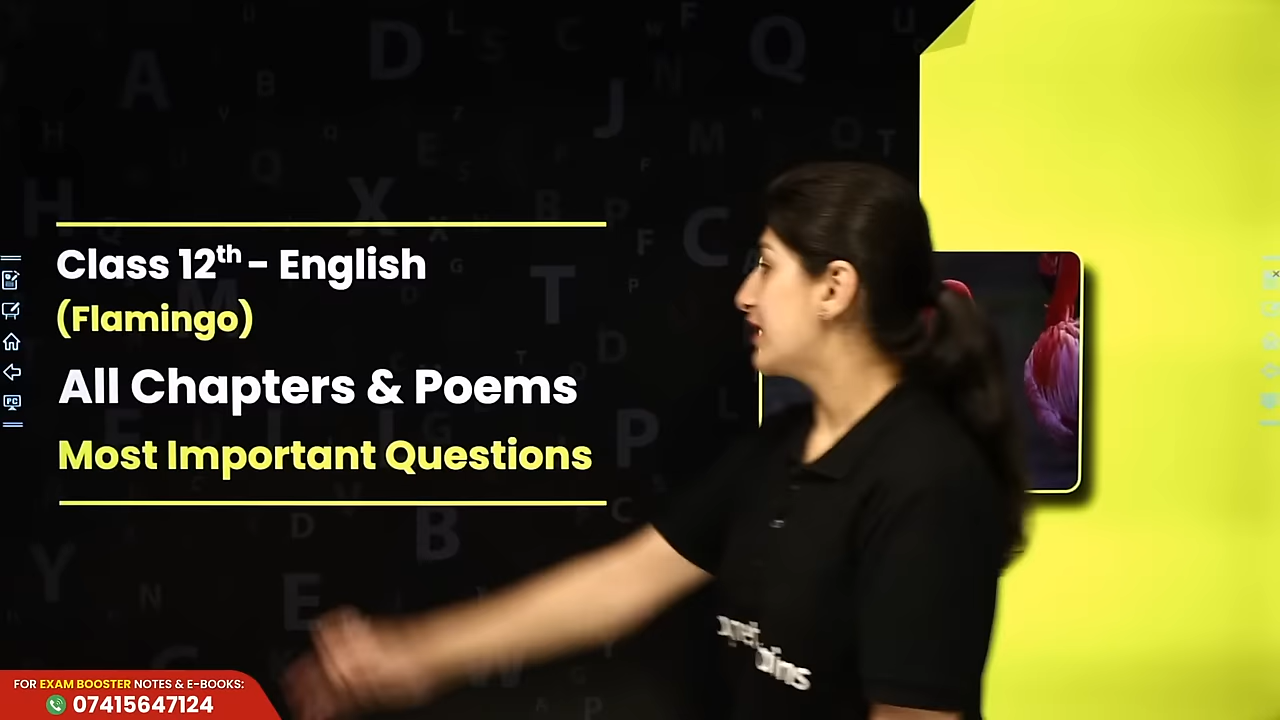 Class 12th - English
(Flamingo)
All Chapters & Poems
Most Important Questions
FOR EXAM BOOSTER NOTES & E-BOOKS:
07415647124